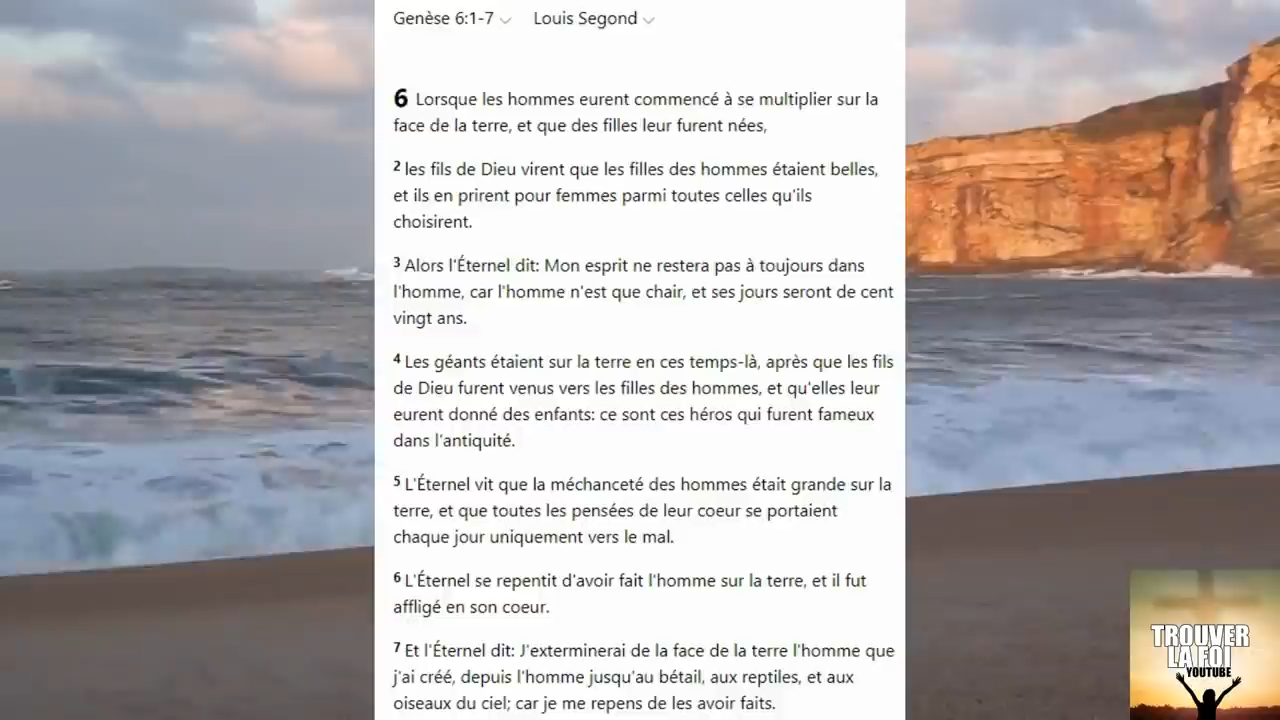 Genèse 6:1-7 Louis Segond
6 Lorsque les hommes eurent commencé à se multiplier sur la
face de la terre, et que des filles leur furent nées,
2 les fils de Dieu virent que les filles des hommes étaient belles,
et ils en prirent pour femmes parmi toutes celles qu'ils
choisirent.
3 Alors l'Éternel dit: Mon esprit ne restera pas à toujours dans
l'homme, car l'homme n'est que chair, et ses jours seront de cent
vingt ans.
4 Les géants étaient sur la terre en ces temps-là, après que les fils
de Dieu furent venus vers les filles des hommes, et qu'elles leur
eurent donné des enfants: ce sont ces héros qui furent fameux
dans l'antiquité.
5 L'Éternel vit que la méchanceté des hommes était grande sur la
terre, et que toutes les pensées de leur coeur se portaient
chaque jour uniquement vers le mal.
6 L'Éternel se repentit d'avoir fait l'homme sur la terre, et il fut
affligé en son coeur.
7 Et l'Éternel dit: J'exterminerai de la face de la terre l'homme que
j'ai créé, depuis l'homme jusqu'au bétail, aux reptiles, et aux
oiseaux du ciel; car je me repens de les avoir faits.
TROUVER
LA FOI
YOUTUBE